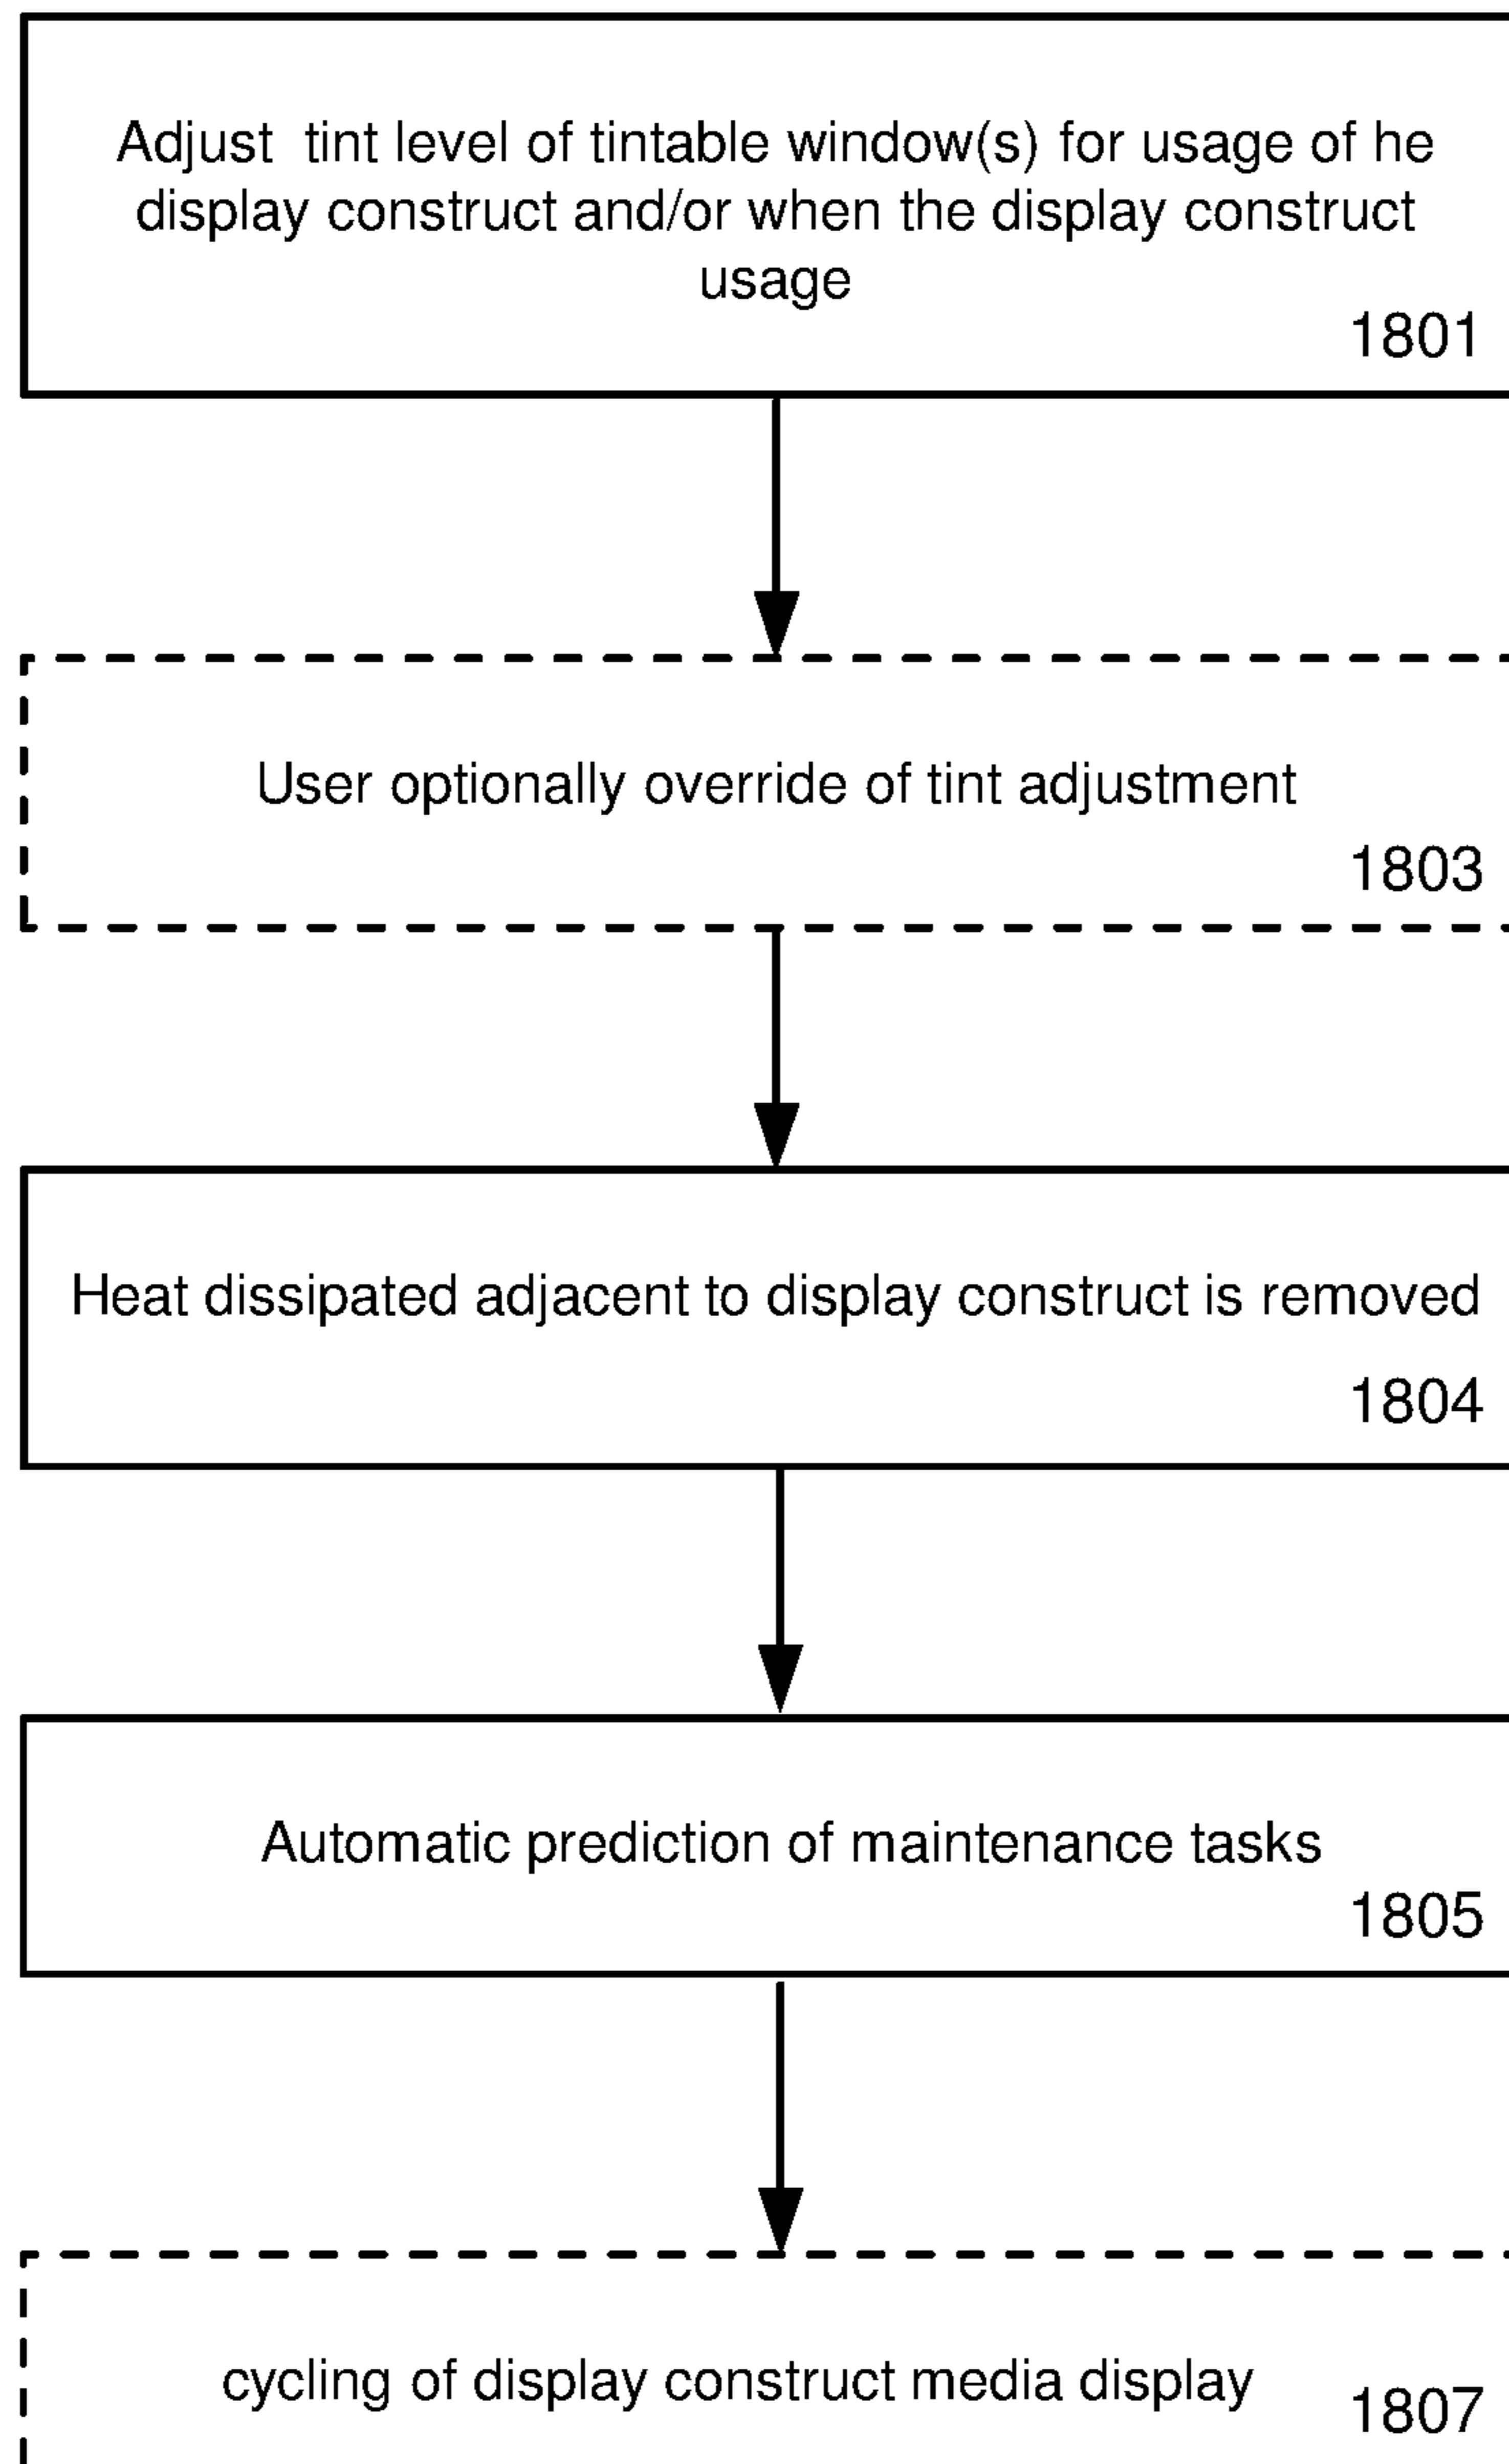 Adjust tint level of tintable window(s) for usage of he
display construct and/or when the display construct
usage
1801
User optionally override of tint adjustment
1803
Heat dissipated adjacent to display construct is removed
1804
Automatic prediction of maintenance tasks
1805
cycling of display construct media display
1807